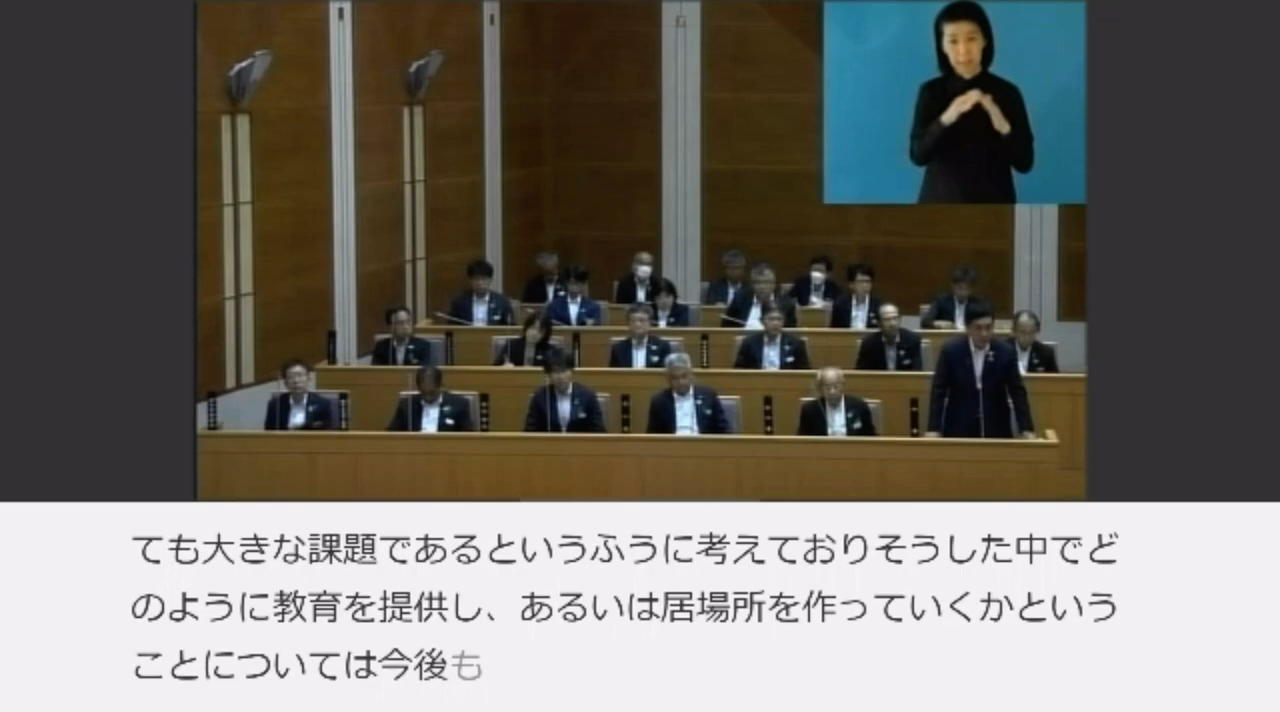 ても大きな課題であるというふうに考えておりそうした中でど
のように教育を提供し、あるいは居場所を作っていくかという
ことについては今後も